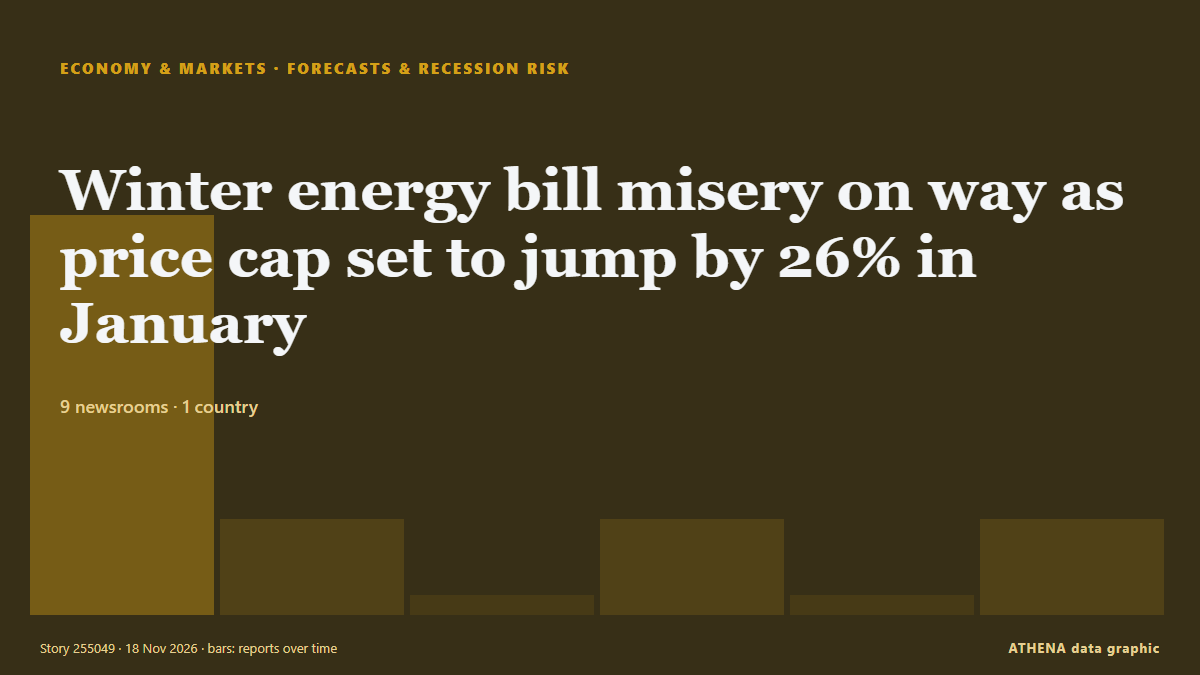 ECONOMY & MARKETS · FORECASTS & RECESSION RISK
Winter energy bill misery on way as
price cap set to jump by 26% in
January
9 newsrooms · 1 country
Story 255049 · 18 Nov 2026 · bars: reports over time
ATHENA data graphic